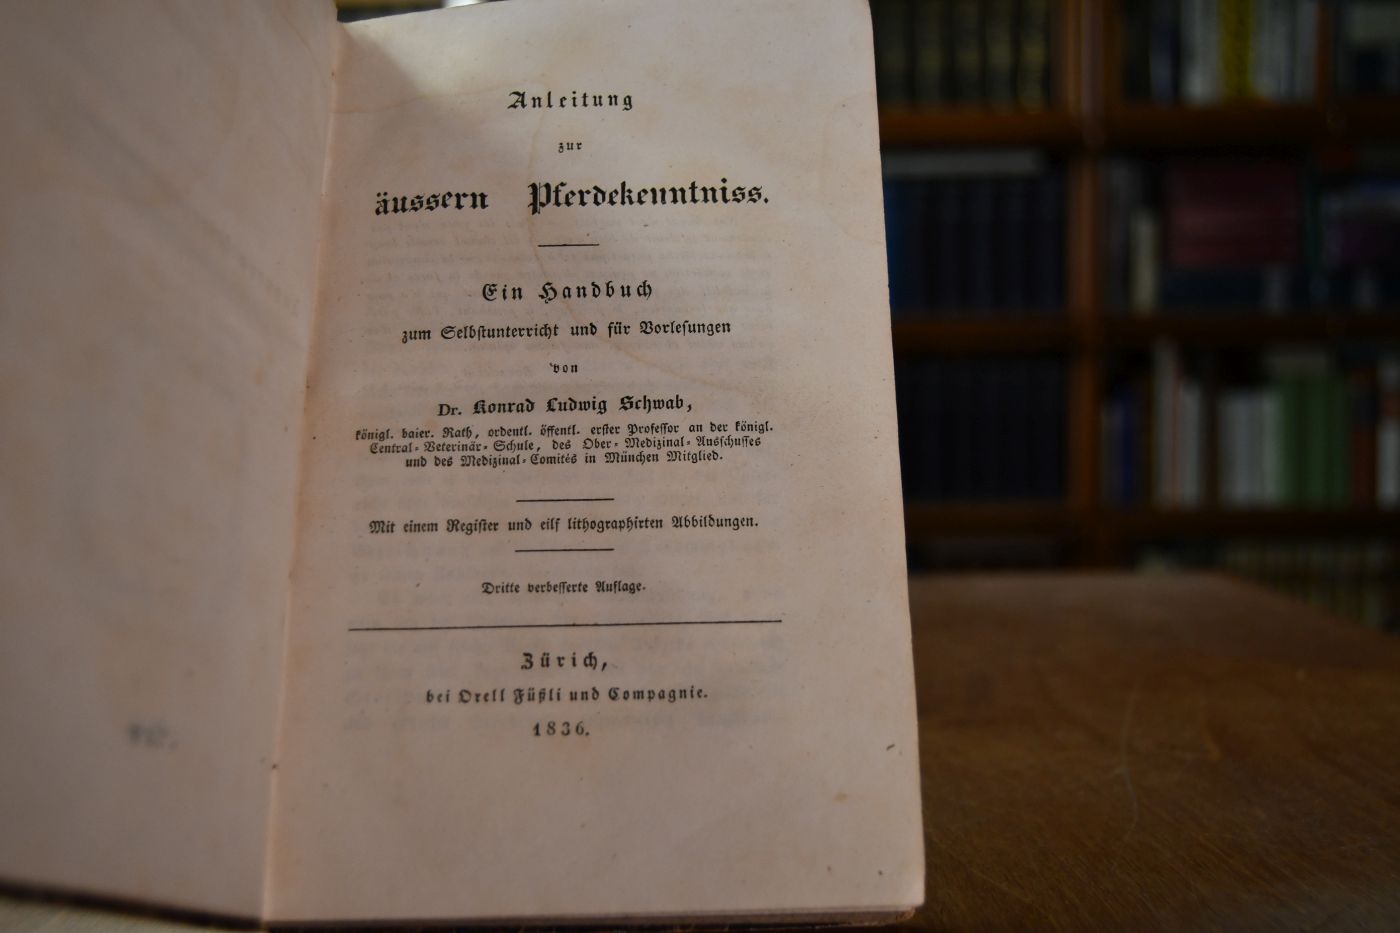 Anleitung
zur
äussern Pferdekenntniss.
Ein Handbuch
zum Selbstunterricht und für Vorlesungen
von
Dr. Konrad Ludwig Schwab,
königl. baier. Rath, ordentl. öffentl. erster Professor an der königl.
Central-Veterinär-Schule, des Ober-Medizinal-Ausschusses
und des Medizinal-Comités in München Mitglied.
Mit einem Register und eilf lithographirten Abbildungen.
Dritte verbesserte Auflage.
Zürich,
bei Orell Füßli und Compagnie.
1836.